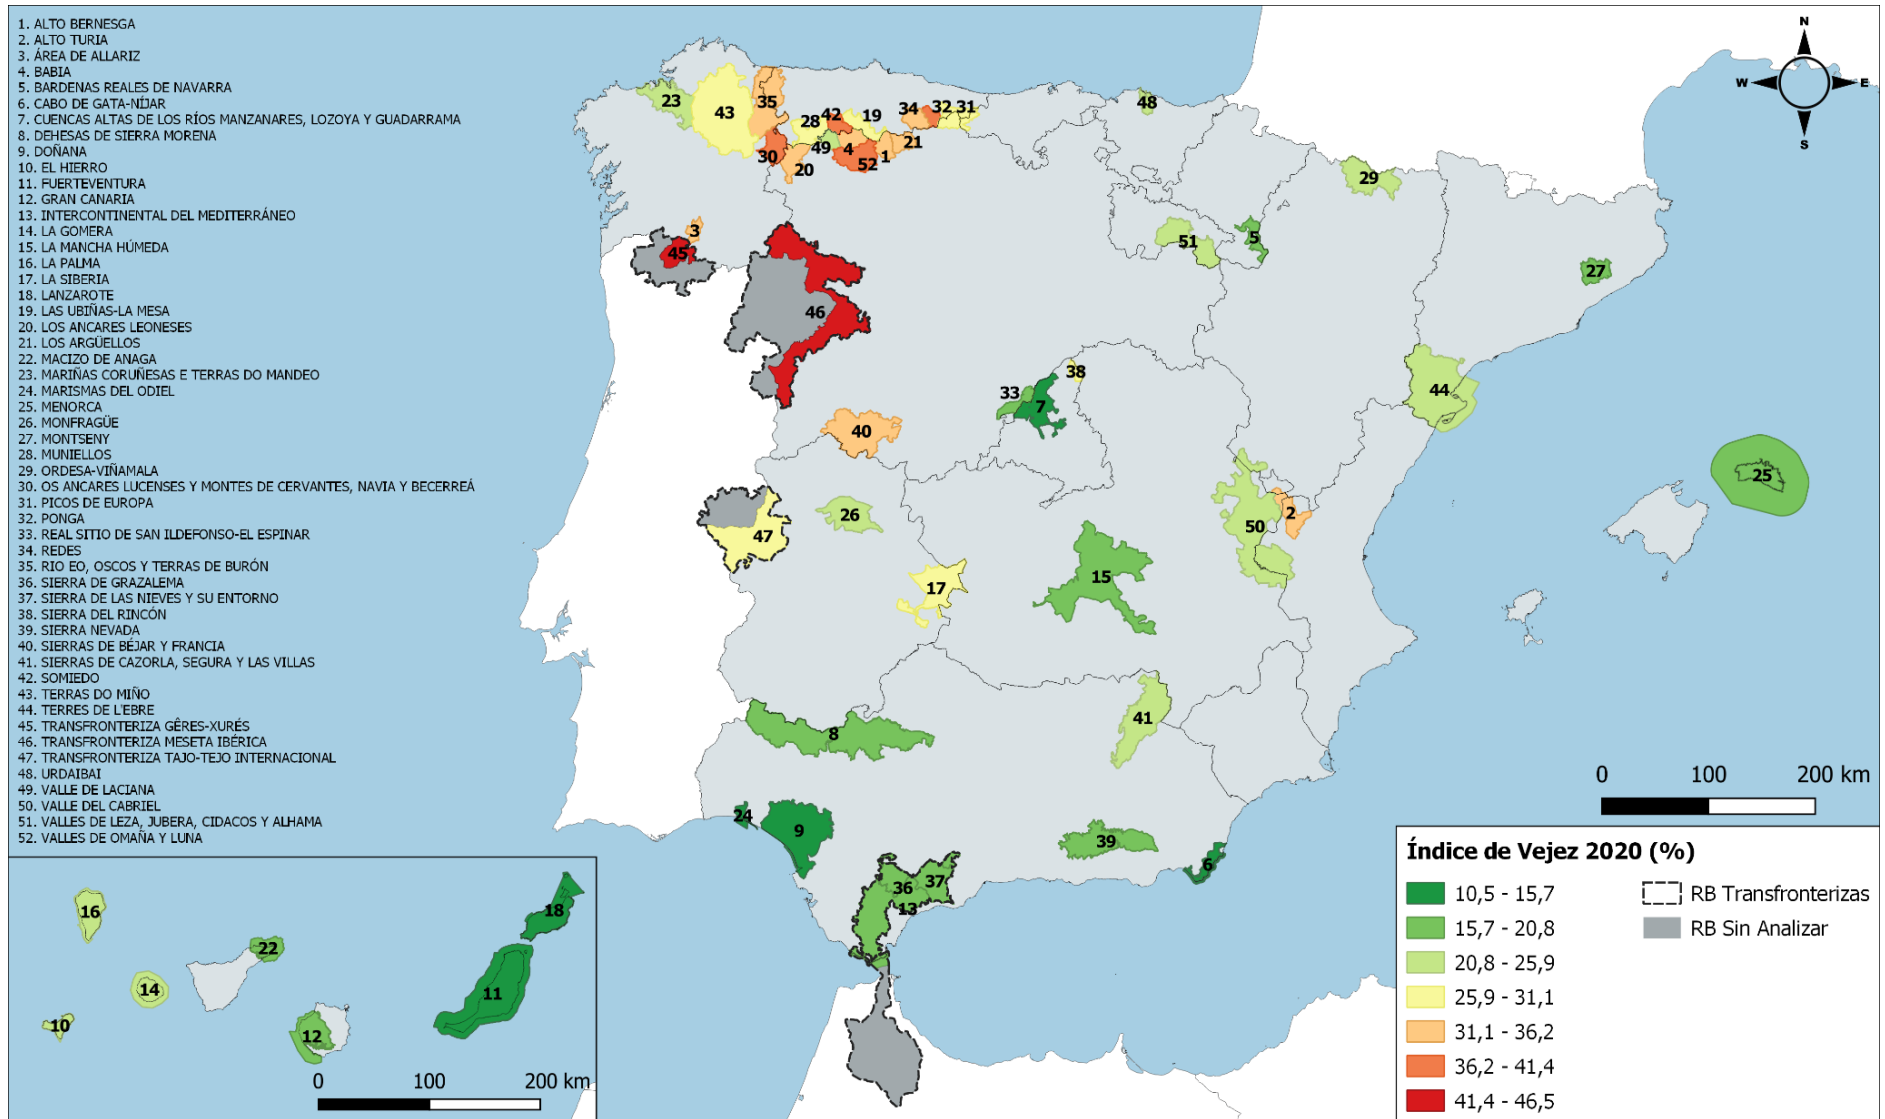 1. ALTO BERNESGA
2. ALTO TURIA
3. ÁREA DE ALLARIZ
4. BABIA
5. BARDENAS REALES DE NAVARRA
6. CABO DE GATA-NÍJAR
7. CUENCAS ALTAS DE LOS RÍOS MANZANARES, LOZOYA Y GUADARRAMA
8. DEHESAS DE SIERRA MORENA
9. DOÑANA
10. EL HIERRO
11. FUERTEVENTURA
12. GRAN CANARIA
13. INTERCONTINENTAL DEL MEDITERRÁNEO
14. LA GOMERA
15. LA MANCHA HÚMEDA
16. LA PALMA
17. LA SIBERIA
18. LANZAROTE
19. LAS UBIÑAS-LA MESA
20. LOS ANCARES LEONESES
21. LOS ARGÜELLOS
22. MACIZO DE ANAGA
23. MARIÑAS CORUÑESAS E TERRAS DO MANDEO
24. MARISMAS DEL ODIEL
25. MENORCA
26. MONFRAGÜE
27. MONTSENY
28. MUNIELLOS
29. ORDESA-VIÑAMALA
30. OS ANCARES LUCENSES Y MONTES DE CERVANTES, NAVIA Y BECERREÁ
31. PICOS DE EUROPA
32. PONGA
33. REAL SITIO DE SAN ILDEFONSO-EL ESPINAR
34. REDES
35. RIO EO, OSCOS Y TERRAS DE BURÓN
36. SIERRA DE GRAZALEMA
37. SIERRA DE LAS NIEVES Y SU ENTORNO
38. SIERRA DEL RINCÓN
39. SIERRA NEVADA
40. SIERRAS DE BÉJAR Y FRANCIA
41. SIERRAS DE CAZORLA, SEGURA Y LAS VILLAS
42. SOMIEDO
43. TERRAS DO MIÑO
44. TERRES DE L'EBRE
45. TRANSFRONTERIZA GÊRES-XURÉS
46. TRANSFRONTERIZA MESETA IBÉRICA
47. TRANSFRONTERIZA TAJO-TEJO INTERNACIONAL
48. URDAIBAI
49. VALLE DE LACIANA
50. VALLE DEL CABRIEL
51. VALLES DE LEZA, JUBERA, CIDACOS Y ALHAMA
52. VALLES DE OMAÑA Y LUNA
N
W E
S
23 43 35 28 42 19 34 32 31 48
30 20 49 4 52 1 21
29
3 45 51 5
27
46
38
33 7 44
40
25
26 2
47 50
17 15
41
8
24 9 39 6
36 37
13
16 18
22
14 11
10 12
0 100 200 km
0 100 200 km
Índice de Vejez 2020 (%)
10,5 - 15,7
15,7 - 20,8
20,8 - 25,9
25,9 - 31,1
31,1 - 36,2
36,2 - 41,4
41,4 - 46,5
RB Transfronterizas
RB Sin Analizar